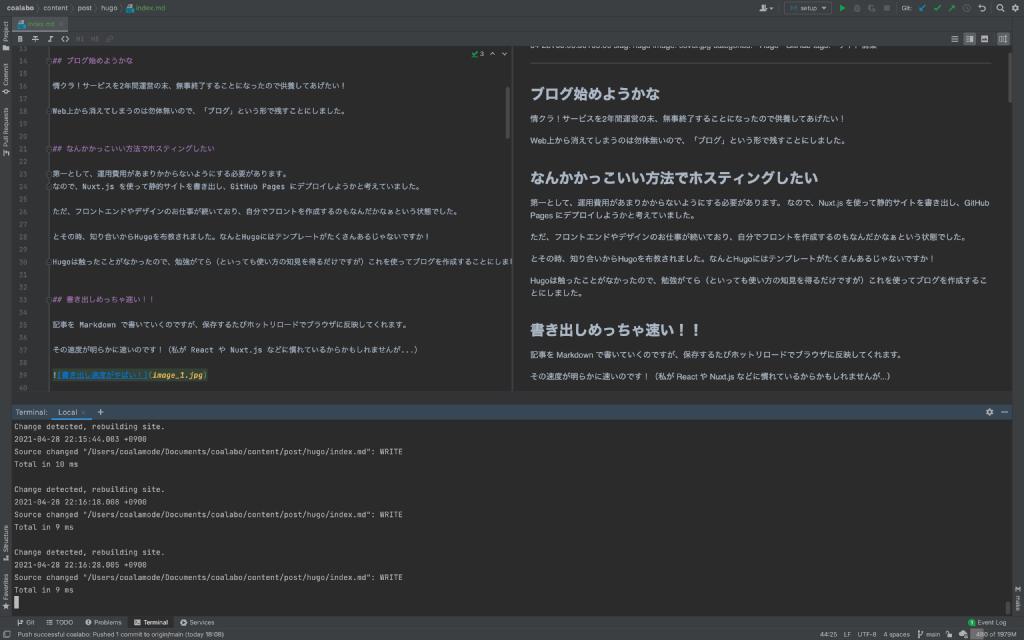 coalabo 〉 content 〉 post 〉 hugo 〉 index.md
setup
Git:
index.md
Project
Commit
Pull Requests
Structure
Favorites
make
B
H1 H3
3
13
14 ## ブログ始めようかな
15
16 情クラ！サービスを2年間運営の末、無事終了することになったので供養してあげたい！
17
18 Web上から消えてしまうのは勿体無いので、「ブログ」という形で残すことにしました。
19
20
21 ## なんかかっこいい方法でホスティングしたい
22
23 第一として、運用費用があまりかからないようにする必要があります。
24 なので、Nuxt.js を使って静的サイトを書き出し、GitHub Pages にデプロイしようかと考えていました。
25
26 ただ、フロントエンドやデザインのお仕事が続いており、自分でフロントを作成するのもなんだかなぁという状態でした。
27
28 とその時、知り合いからHugoを布教されました。なんとHugoにはテンプレートがたくさんあるじゃないですか！
29
30 Hugoは触ったことがなかったので、勉強がてら（といっても使い方の知見を得るだけですが）これを使ってブログを作成することにしまし
31
32
33 ## 書き出しめっちゃ速い！！
34
35 記事を Markdown で書いていくのですが、保存するたびホットリロードでブラウザに反映してくれます。
36
37 その速度が明らかに速いのです！（私が React や Nuxt.js などに慣れているからかもしれませんが...）
38
39 ![書き出し速度がやばい！](image_1.jpg)
40
ブログ始めようかな
情クラ！サービスを2年間運営の末、無事終了することになったので供養してあげたい！
Web上から消えてしまうのは勿体無いので、「ブログ」という形で残すことにしました。
なんかかっこいい方法でホスティングしたい
第一として、運用費用があまりかからないようにする必要があります。 なので、Nuxt.js を使って静的サイトを書き出し、GitHub
Pages にデプロイしようかと考えていました。
ただ、フロントエンドやデザインのお仕事が続いており、自分でフロントを作成するのもなんだかなぁという状態でした。
とその時、知り合いからHugoを布教されました。なんとHugoにはテンプレートがたくさんあるじゃないですか！
Hugoは触ったことがなかったので、勉強がてら（といっても使い方の知見を得るだけですが）これを使ってブログを作成するこ
とにしました。
書き出しめっちゃ速い！！
記事を Markdown で書いていくのですが、保存するたびホットリロードでブラウザに反映してくれます。
その速度が明らかに速いのです！（私が React や Nuxt.js などに慣れているからかもしれませんが...）
Terminal: Local × +
Change detected, rebuilding site.
2021-04-28 22:15:44.003 +0900
Source changed "/Users/coalamode/Documents/coalabo/content/post/hugo/index.md": WRITE
Total in 10 ms
Change detected, rebuilding site.
2021-04-28 22:16:18.008 +0900
Source changed "/Users/coalamode/Documents/coalabo/content/post/hugo/index.md": WRITE
Total in 9 ms
Change detected, rebuilding site.
2021-04-28 22:16:28.005 +0900
Source changed "/Users/coalamode/Documents/coalabo/content/post/hugo/index.md": WRITE
Total in 9 ms
Git TODO Problems Terminal Services 1 Event Log
Push successful coalabo: Pushed 1 commit to origin/main (today 18:08) 44:25 LF UTF-8 4 spaces main 480 of 1979M